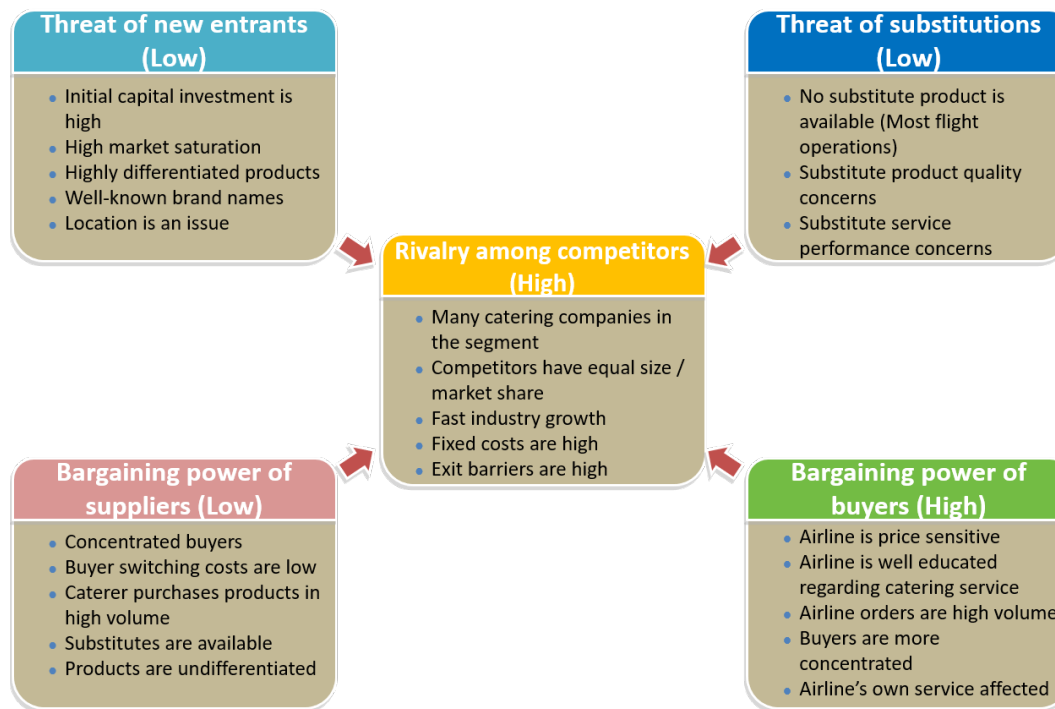 Threat of new entrants
(Low)
Initial capital investment is
high
High market saturation
Highly differentiated products
Well-known brand names
Location is an issue
Threat of substitutions
(Low)
No substitute product is
available (Most flight
operations)
Substitute product quality
concerns
Substitute service
performance concerns
Rivalry among competitors
(High)
Many catering companies in
the segment
Competitors have equal size /
market share
Fast industry growth
Fixed costs are high
Exit barriers are high
Bargaining power of
suppliers (Low)
Concentrated buyers
Buyer switching costs are low
Caterer purchases products in
high volume
Substitutes are available
Products are undifferentiated
Bargaining power of
buyers (High)
Airline is price sensitive
Airline is well educated
regarding catering service
Airline orders are high volume
Buyers are more
concentrated
Airline's own service affected